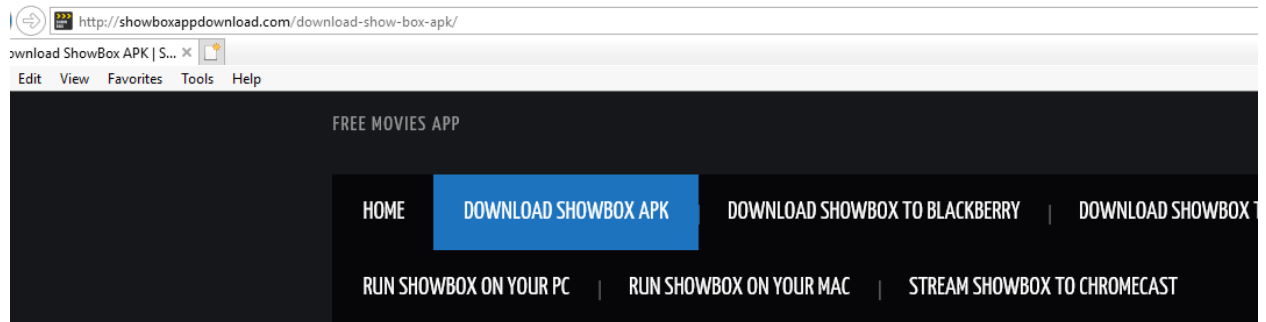 http://showboxappdownload.com/download-show-box-apk/
ownload ShowBox APK | S...
Edit View Favorites Tools Help
FREE MOVIES APP
HOME DOWNLOAD SHOWBOX APK | DOWNLOAD SHOWBOX TO BLACKBERRY | DOWNLOAD SHOWBOX
RUN SHOWBOX ON YOUR PC | RUN SHOWBOX ON YOUR MAC | STREAM SHOWBOX TO CHROMECAST